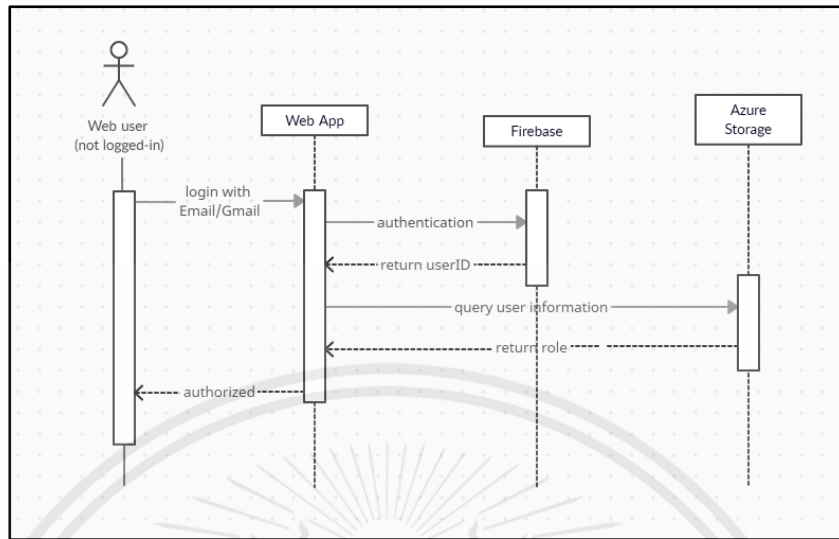 Web user
(not logged-in)
Web App
Firebase
Azure
Storage
login with
Email/Gmail
authentication
return userID
query user information
return role
authorized